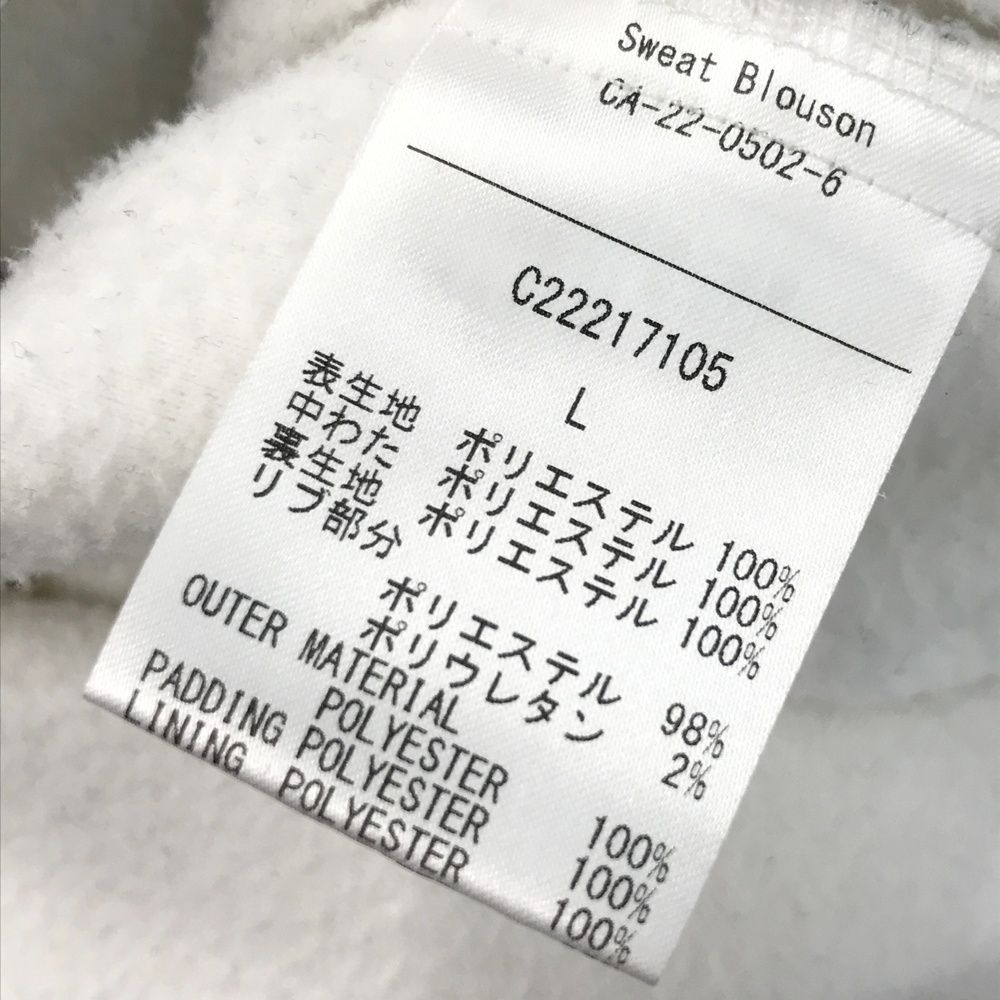 Sweat Blouson
CA-22-0502-6
C22217105
L
表生地 ポリエステル 100%
中わた ポリエステル 100%
裏生地 ポリエステル 100%
リブ部分
ポリエステル 98%
ポリウレタン 2%
OUTER MATERIAL
POLYESTER 100%
PADDING POLYESTER 100%
LINING POLYESTER 100%